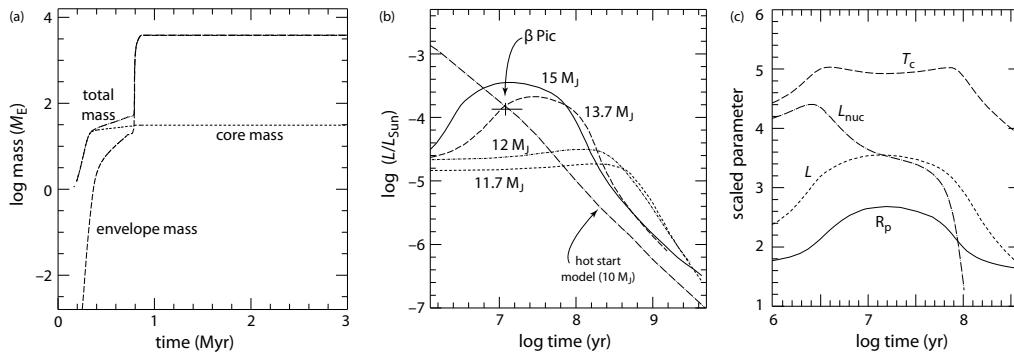 (a)
4
2
0
−2
log mass (M_E)
total
mass
core mass
envelope mass
0
1
2
3
time (Myr)
(b)
−3
−4
−5
−6
−7
log (L/L_Sun)
β Pic
15 M_J
13.7 M_J
12 M_J
11.7 M_J
hot start
model (10 M_J)
7
8
9
log time (yr)
(c)
6
5
4
3
2
1
scaled parameter
T_c
L_nuc
L
R_p
6
7
8
log time (yr)